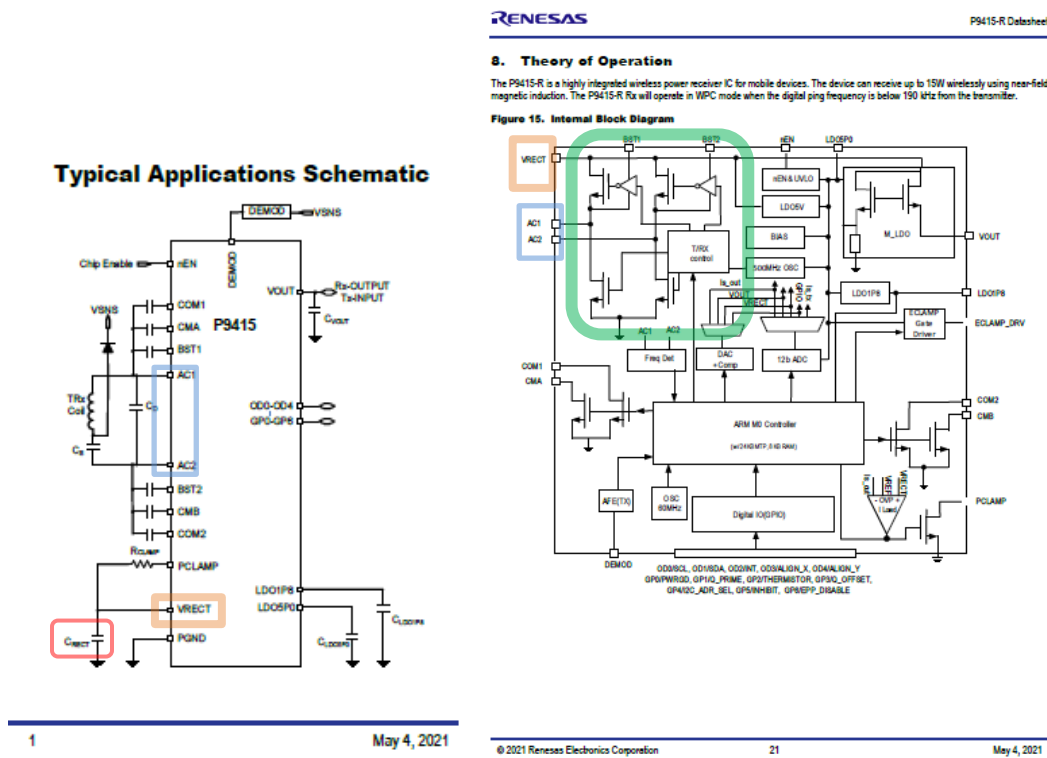 Typical Applications Schematic
DEMOD
VSNS
Chip Enable
nEN
DEMOD
VOUT
Rx-OUTPUT
Tx-INPUT
CVOUT
VSNS
COM1
CMA
P9415
BST1
AC1
TRx
Coil
CD
OD0-OD4
GP0-GP6
CS
AC2
BST2
CMB
COM2
RCLAMP
PCLAMP
LDO1P8
VRECT
LDO5P0
CLDO1P8
CRECT
PGND
CLDO5P0
1
May 4, 2021
RENESAS
P9415-R Datasheet
8. Theory of Operation
The P9415-R is a highly integrated wireless power receiver IC for mobile devices. The device can receive up to 15W wirelessly using near-field
magnetic induction. The P9415-R Rx will operate in WPC mode when the digital ping frequency is below 190 kHz from the transmitter.
Figure 15. Internal Block Diagram
BST1
BST2
nEN
LDO5P0
VRECT
nEN & UVLO
LDO5V
AC1
AC2
BIAS
M_LDO
VOUT
T/RX
control
500MHz OSC
Is_out
VOUT
VRECT
GPIO
LDO1P8
LDO1P8
ECLAMP
Gate
Driver
ECLAMP_DRV
AC1
AC2
Freq Det
DAC
+Comp
12b ADC
COM1
CMA
COM2
CMB
ARM M0 Controller
AFE(TX)
OSC
60MHz
Digital IO(GPIO)
Is_out
VREF
VRECT
- OVP +
I Load
PCLAMP
DEMOD
OD0/SCL, OD1/SDA, OD2/INT, OD3/ALIGN_X, OD4/ALIGN_Y
GP0/PWRGD, GP1/Q_PRIME, GP2/THERMISTOR, GP3/Q_OFFSET,
GP4/I2C_ADR_SEL, GP5/INHIBIT, GP6/EPP_DISABLE
© 2021 Renesas Electronics Corporation
21
May 4, 2021